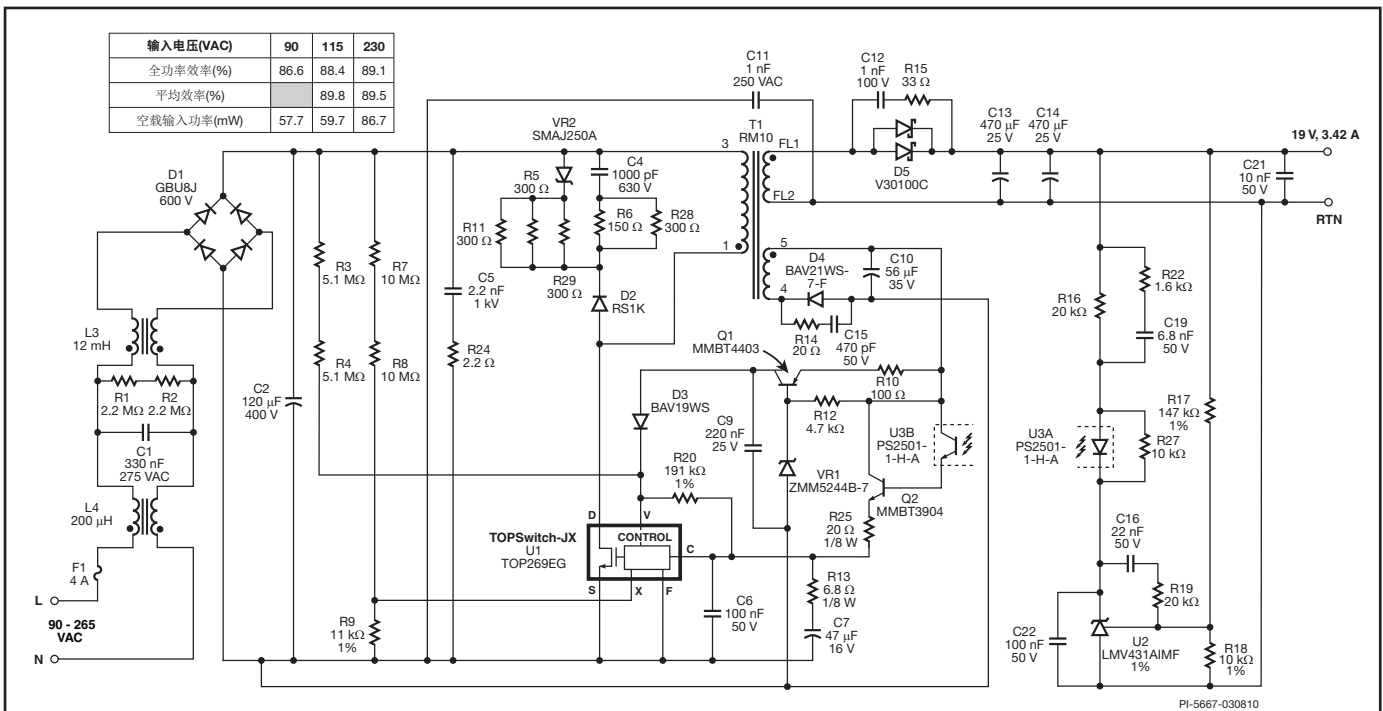 输入电压(VAC) 90 115 230
全功率效率(%) 86.6 88.4 89.1
平均效率(%) 89.8 89.5
空载输入功率(mW) 57.7 59.7 86.7
C11
1 nF
250 VAC
C12
1 nF
100 V
R15
33 Ω
VR2
SMAJ250A
T1
RM10
3
FL1
FL2
1
5
4
D5
V30100C
C13
470 µF
25 V
C14
470 µF
25 V
19 V, 3.42 A
C21
10 nF
50 V
RTN
D1
GBU8J
600 V
C4
1000 pF
630 V
R5
300 Ω
R11
300 Ω
R6
150 Ω
R28
300 Ω
R29
300 Ω
D2
RS1K
R3
5.1 MΩ
R7
10 MΩ
C5
2.2 nF
1 kV
R4
5.1 MΩ
R8
10 MΩ
R24
2.2 Ω
D4
BAV21WS-
7-F
C10
56 µF
35 V
R14
20 Ω
C15
470 pF
50 V
R16
20 kΩ
R22
1.6 kΩ
C19
6.8 nF
50 V
L3
12 mH
R1
2.2 MΩ
R2
2.2 MΩ
C1
330 nF
275 VAC
L4
200 µH
F1
4 A
L
90 - 265
VAC
N
C2
120 µF
400 V
Q1
MMBT4403
R10
100 Ω
D3
BAV19WS
C9
220 nF
25 V
R12
4.7 kΩ
U3B
PS2501-
1-H-A
VR1
ZMM5244B-7
Q2
MMBT3904
R20
191 kΩ
1%
R25
20 Ω
1/8 W
U3A
PS2501-
1-H-A
R27
10 kΩ
R17
147 kΩ
1%
D
V
TOPSwitch-JX
U1
TOP269EG
CONTROL
C
S
X
F
R9
11 kΩ
1%
C6
100 nF
50 V
R13
6.8 Ω
1/8 W
C7
47 µF
16 V
C16
22 nF
50 V
R19
20 kΩ
C22
100 nF
50 V
U2
LMV431AIMF
1%
R18
10 kΩ
1%
PI-5667-030810